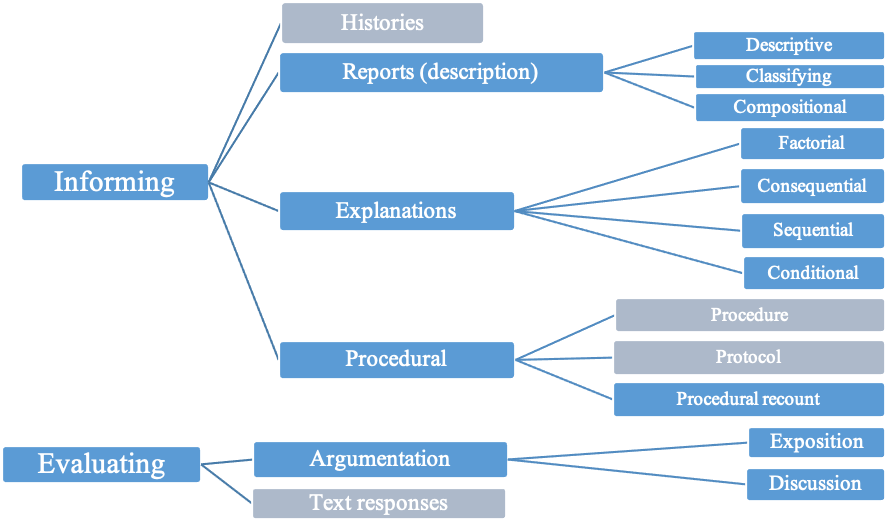 Histories
Reports (description)
Descriptive
Classifying
Compositional
Informing
Explanations
Factorial
Consequential
Sequential
Conditional
Procedural
Procedure
Protocol
Procedural recount
Evaluating
Argumentation
Exposition
Discussion
Text responses